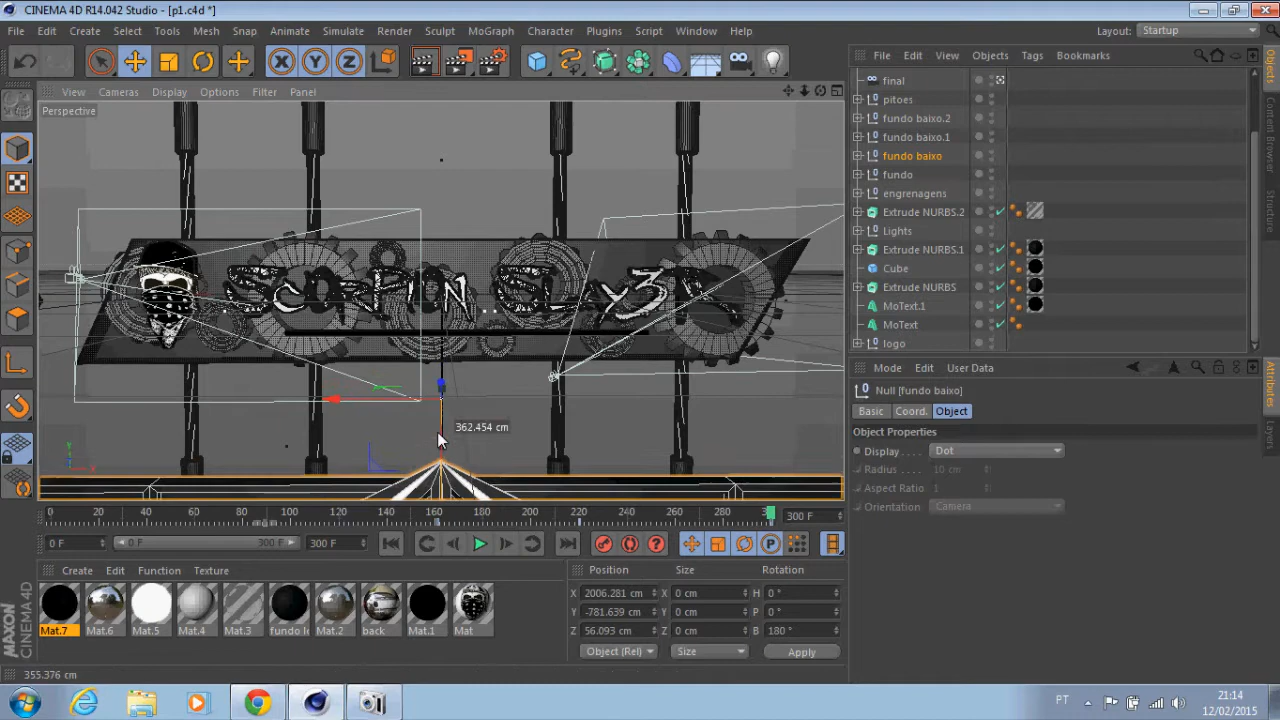 CINEMA 4D R14.042 Studio - [p1.c4d *]
File Edit Create Select Tools Mesh Snap Animate Simulate Render Sculpt MoGraph Character Plugins Script Window Help Layout: Startup
X Y Z
File Edit View Objects Tags Bookmarks
View Cameras Display Options Filter Panel
Perspective
final
pitoes
fundo baixo.2
fundo baixo.1
fundo baixo
fundo
engrenagens
Extrude NURBS.2
Lights
Extrude NURBS.1
Cube
Extrude NURBS
MoText.1
MoText
logo
Objects
Content Browser
Structure
Attributes
Layers
SCORPION SLAY3R
362.454 cm
Mode Edit User Data
Null [fundo baixo]
Basic Coord. Object
Object Properties
Display. . . . Dot
Radius . . . . 10 cm
Aspect Ratio 1
Orientation . Camera
0 20 40 60 80 100 120 140 160 180 200 220 240 260 280 300 F
0 F 0 F 300 F 300 F
Create Edit Function Texture
Mat.7 Mat.6 Mat.5 Mat.4 Mat.3 Mat.2 back Mat.1 Mat
Position Size Rotation
X 2006.281 cm X 0 cm H 0 °
Y -781.639 cm Y 0 cm P 0 °
Z 56.093 cm Z 0 cm B 180 °
Object (Rel) Size Apply
MAXON CINEMA 4D
355.376 cm
PT 21:14
12/02/2015